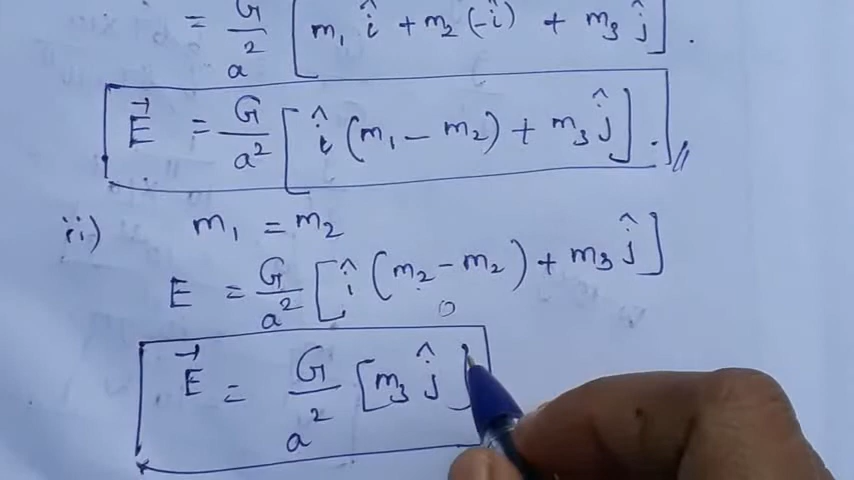 = G/a² [ m₁ î + m₂(-î) + m₃ ĵ ] .
E⃗ = G/a² [ î (m₁ - m₂) + m₃ ĵ ] . //
ii) m₁ = m₂
E = G/a² [ î (m₂ - m₂) + m₃ ĵ ]
0
E⃗ = G/a² [ m₃ ĵ ]